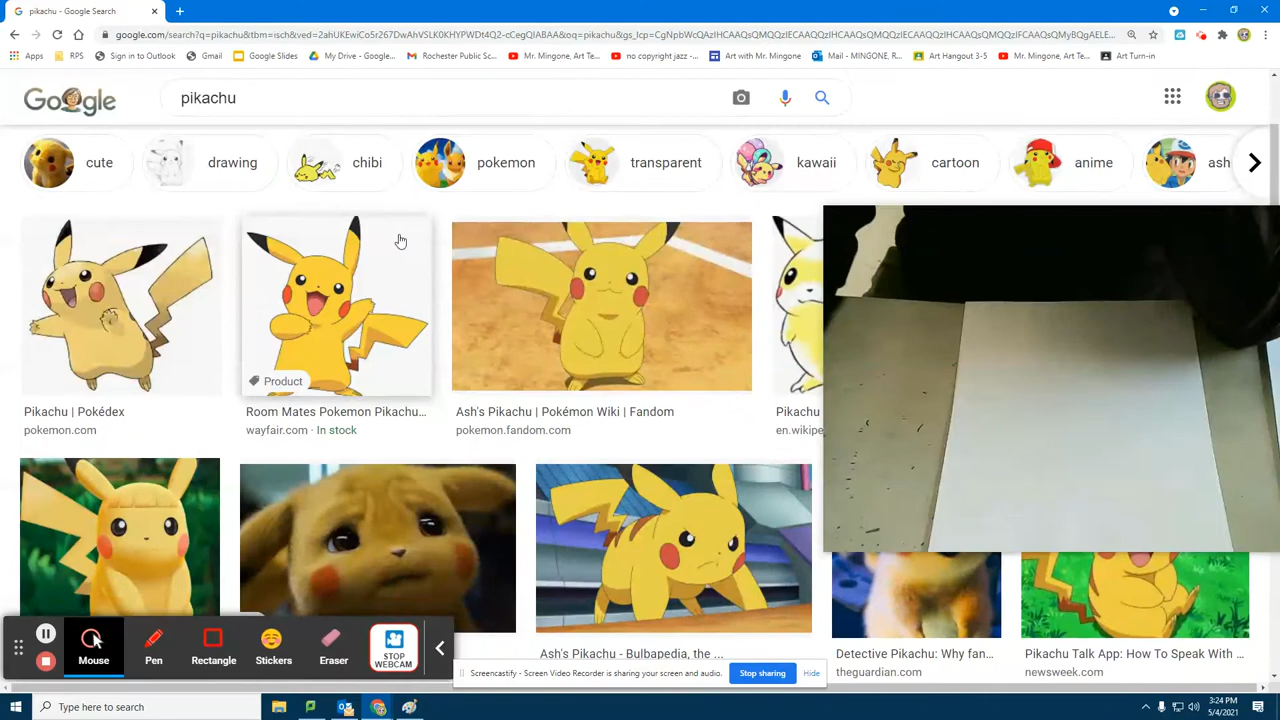 pikachu - Google Search
google.com/search?q=pikachu&tbm=isch&ved=2ahUKEwiCo5r267DwAhVSLK0KHYPWDt4Q2-cCegQIABAA&oq=pikachu&gs_lcp=CgNpbWcQAzIHCAAQsQMQQzIECAAQQzIHCAAQsQMQQzIHCAAQsQMQQzIFCAAQsQMyBQgAELE...
Apps RPS Sign in to Outlook Gmail Google Slides My Drive - Google... Rochester Public Sc... Mr. Mingone, Art Te... no copyright jazz -... Art with Mr. Mingone Mail - MINGONE, R... Art Hangout 3-5 Mr. Mingone, Art Te... Art Turn-in
Google pikachu
cute drawing chibi pokemon transparent kawaii cartoon anime ash
Product
Pikachu | Pokédex Room Mates Pokemon Pikachu... Ash's Pikachu | Pokémon Wiki | Fandom Pikachu
pokemon.com wayfair.com · In stock pokemon.fandom.com en.wikipe
Mouse Pen Rectangle Stickers Eraser STOP WEBCAM
Ash's Pikachu - Bulbapedia, the ... Detective Pikachu: Why fan... Pikachu Talk App: How To Speak With ...
theguardian.com newsweek.com
Screencastify - Screen Video Recorder is sharing your screen and audio. Stop sharing Hide
Type here to search
3:24 PM
5/4/2021